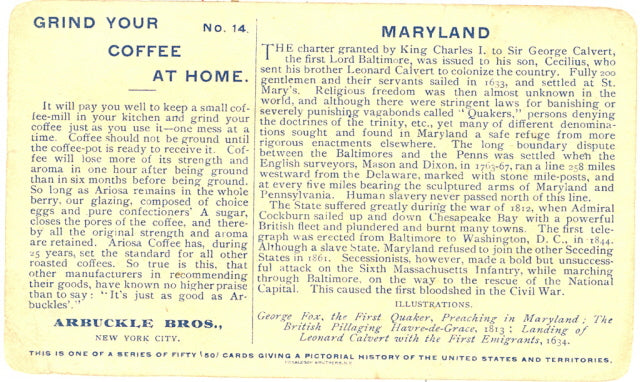 GRIND YOUR No. 14.
COFFEE
AT HOME.
It will pay you well to keep a small cof-
fee-mill in your kitchen and grind your
coffee just as you use it—one mess at a
time. Coffee should not be ground until
the coffee-pot is ready to receive it. Cof-
fee will lose more of its strength and
aroma in one hour after being ground
than in six months before being ground.
So long as Ariosa remains in the whole
berry, our glazing, composed of choice
eggs and pure confectioners' A sugar,
closes the pores of the coffee, and there-
by all the original strength and aroma
are retained. Ariosa Coffee has, during
25 years, set the standard for all other
roasted coffees. So true is this, that
other manufacturers in recommending
their goods, have known no higher praise
than to say: "It's just as good as Ar-
buckles'."
ARBUCKLE BROS.,
NEW YORK CITY.
MARYLAND
THE charter granted by King Charles I. to Sir George Calvert,
the first Lord Baltimore, was issued to his son, Cecilius, who
sent his brother Leonard Calvert to colonize the country. Fully 200
gentlemen and their servants sailed in 1633, and settled at St.
Mary's. Religious freedom was then almost unknown in the
world, and although there were stringent laws for banishing or
severely punishing vagabonds called "Quakers," persons denying
the doctrines of the trinity, etc., yet many of different denomina-
tions sought and found in Maryland a safe refuge from more
rigorous enactments elsewhere. The long boundary dispute
between the Baltimores and the Penns was settled when the
English surveyors, Mason and Dixon, in 1765-67, ran a line 258 miles
westward from the Delaware, marked with stone mile-posts, and
at every five miles bearing the sculptured arms of Maryland and
Pennsylvania. Human slavery never passed north of this line.
The State suffered greatly during the war of 1812, when Admiral
Cockburn sailed up and down Chesapeake Bay with a powerful
British fleet and plundered and burnt many towns. The first tele-
graph was erected from Baltimore to Washington, D. C., in 1844.
Although a slave State, Maryland refused to join the other Seceding
States in 1861. Secessionists, however, made a bold but unsuccess-
ful attack on the Sixth Massachusetts Infantry, while marching
through Baltimore, on the way to the rescue of the National
Capital. This caused the first bloodshed in the Civil War.
ILLUSTRATIONS.
George Fox, the First Quaker, Preaching in Maryland; The
British Pillaging Havre-de-Grace, 1813; Landing of
Leonard Calvert with the First Emigrants, 1634.
THIS IS ONE OF A SERIES OF FIFTY (50) CARDS GIVING A PICTORIAL HISTORY OF THE UNITED STATES AND TERRITORIES.